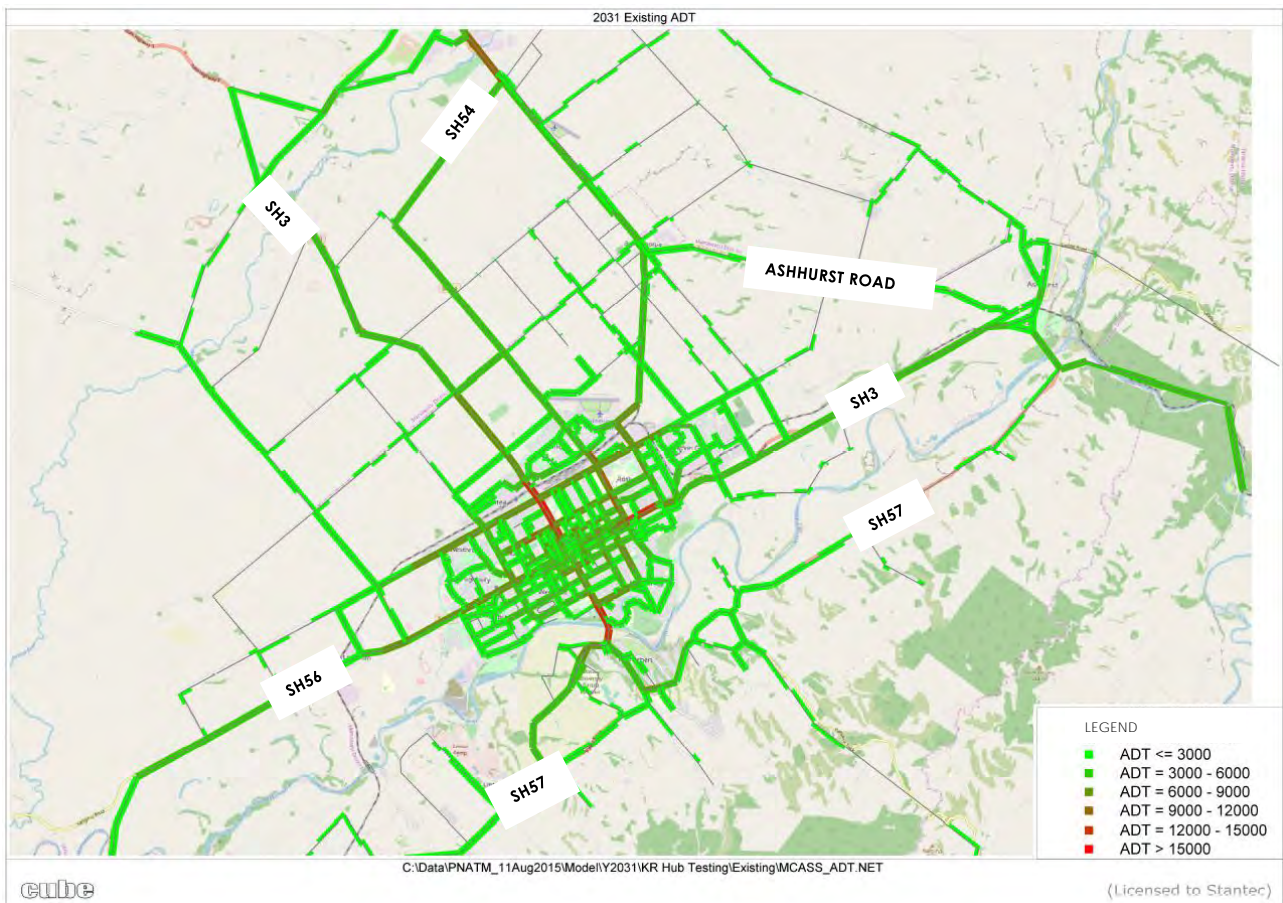 2031 Existing ADT
SH54
SH3
ASHHURST ROAD
SH3
SH57
SH56
SH57
LEGEND
ADT <= 3000
ADT = 3000 - 6000
ADT = 6000 - 9000
ADT = 9000 - 12000
ADT = 12000 - 15000
ADT > 15000
C:\Data\PNATM_11Aug2015\Model\Y2031\KR Hub Testing\Existing\MCASS_ADT.NET
cube
(Licensed to Stantec)